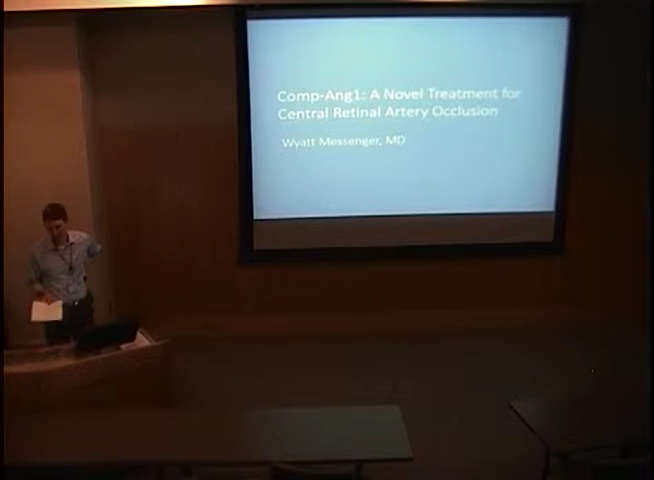 Comp-Ang1: A Novel Treatment for
Central Retinal Artery Occlusion
Wyatt Messenger, MD